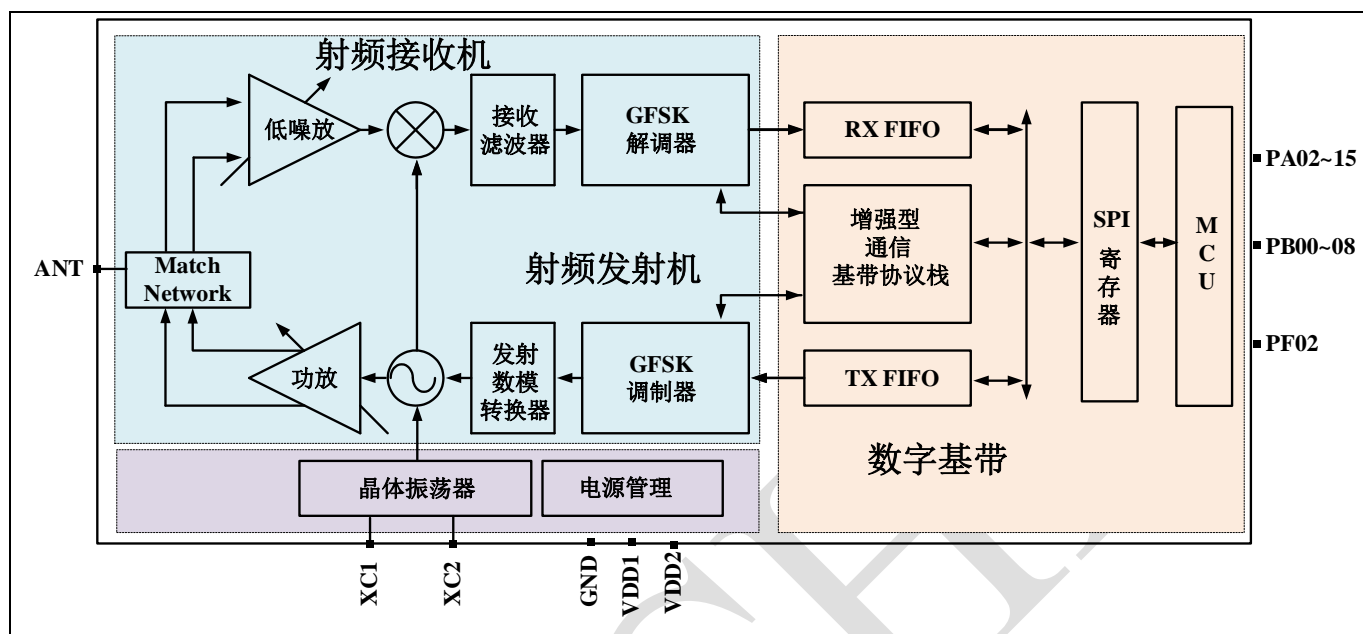 射频接收机
低噪放
接收
滤波器
GFSK
解调器
RX FIFO
PA02~15
增强型
通信
基带协议栈
SPI
寄
存
器
M
C
U
PB00~08
ANT
Match
Network
射频发射机
PF02
功放
发射
数模
转换器
GFSK
调制器
TX FIFO
数字基带
晶体振荡器
电源管理
XC1
XC2
GND
VDD1
VDD2